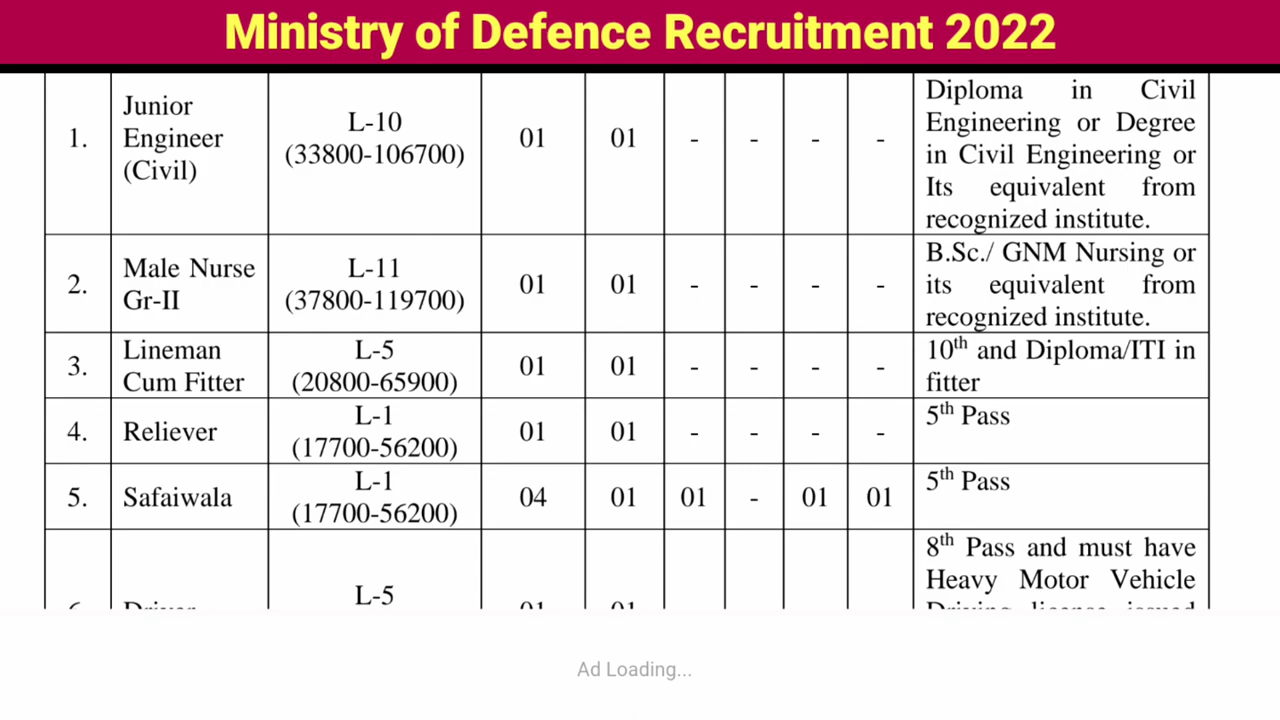 Ministry of Defence Recruitment 2022
1. Junior Engineer (Civil) L-10 (33800-106700) 01 01 - - - - Diploma in Civil Engineering or Degree in Civil Engineering or Its equivalent from recognized institute.
2. Male Nurse Gr-II L-11 (37800-119700) 01 01 - - - - B.Sc./ GNM Nursing or its equivalent from recognized institute.
3. Lineman Cum Fitter L-5 (20800-65900) 01 01 - - - - 10th and Diploma/ITI in fitter
4. Reliever L-1 (17700-56200) 01 01 - - - - 5th Pass
5. Safaiwala L-1 (17700-56200) 04 01 01 - 01 01 5th Pass
L-5 01 01 8th Pass and must have Heavy Motor Vehicle
Ad Loading...